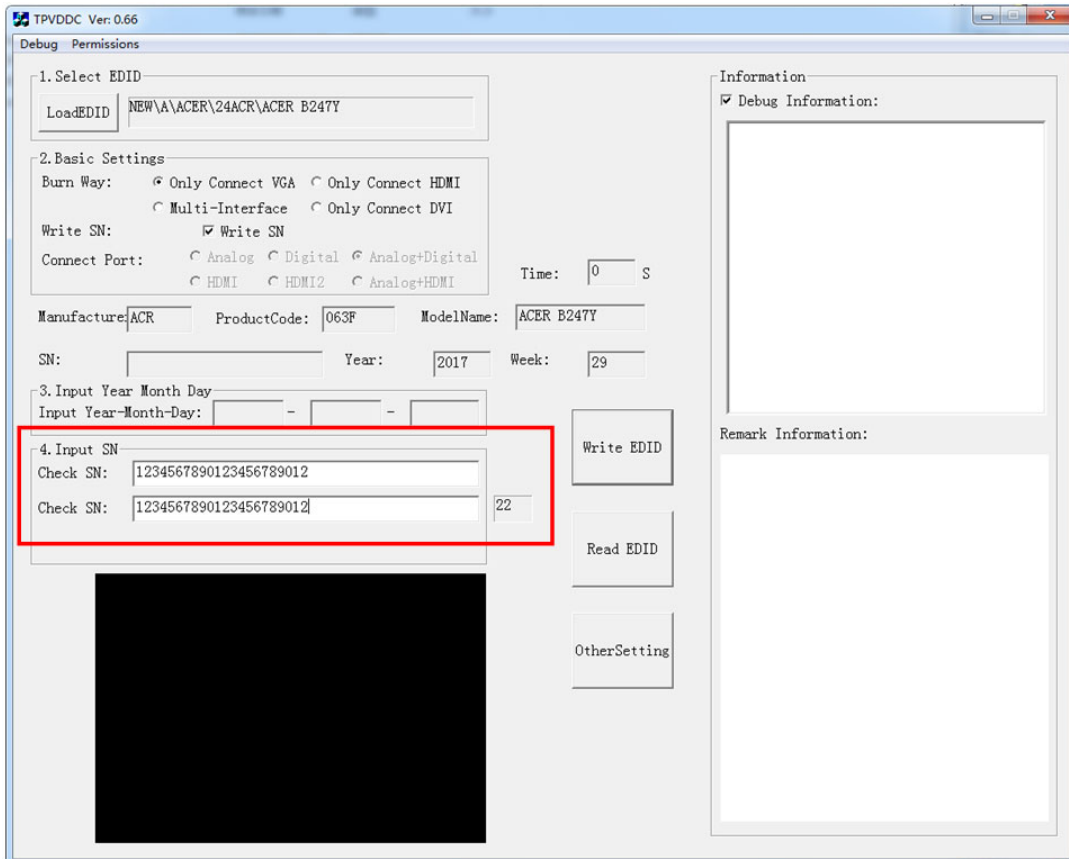 TPVDDC Ver: 0.66
Debug Permissions
1.Select EDID
LoadEDID NEW\A\ACER\24ACR\ACER B247Y
2.Basic Settings
Burn Way: Only Connect VGA Only Connect HDMI
Multi-Interface Only Connect DVI
Write SN: Write SN
Connect Port: Analog Digital Analog+Digital
HDMI HDMI2 Analog+HDMI
Time: 0 S
Manufacture: ACR ProductCode: 063F ModelName: ACER B247Y
SN: Year: 2017 Week: 29
3.Input Year Month Day
Input Year-Month-Day: - -
4.Input SN
Check SN: 1234567890123456789012
Check SN: 1234567890123456789012 22
Write EDID
Read EDID
OtherSetting
Information
Debug Information:
Remark Information: